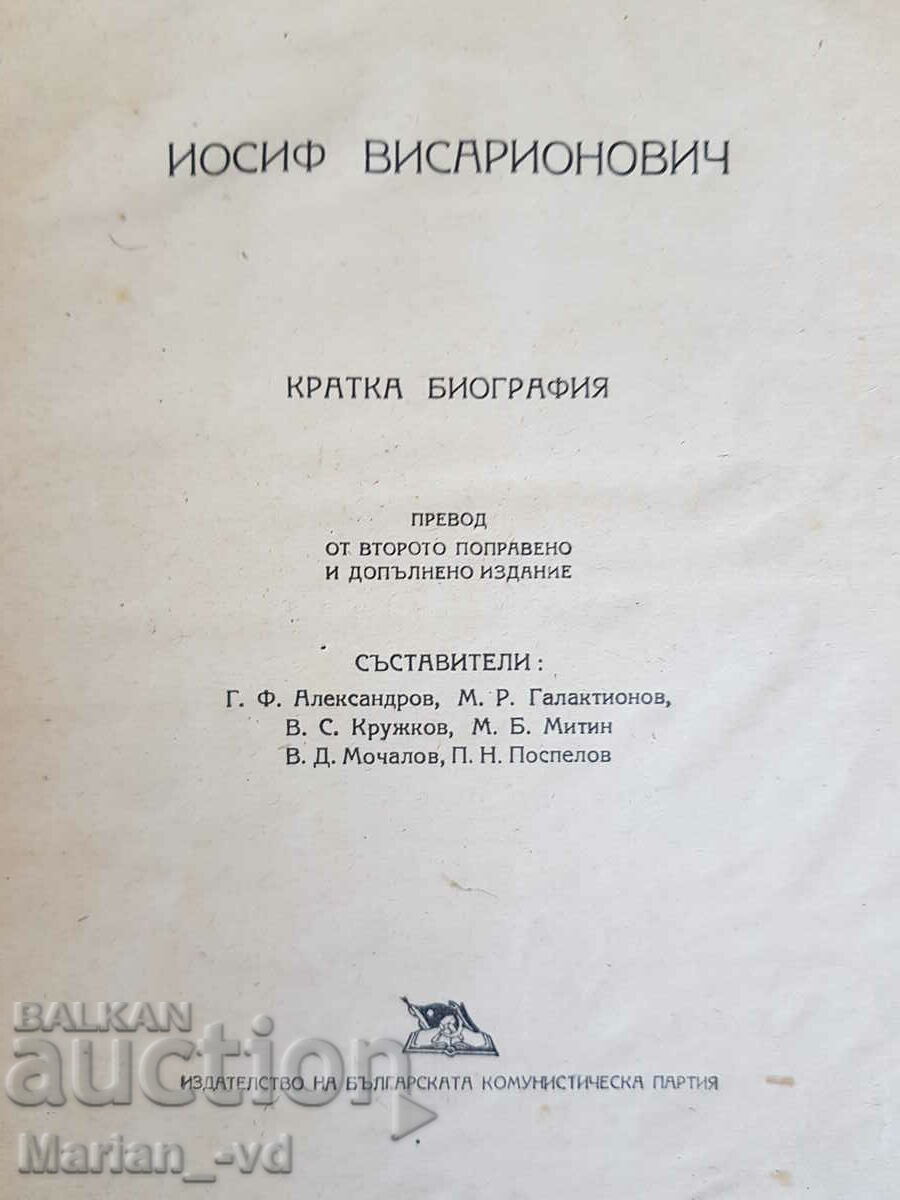 ИОСИФ ВИСАРИОНОВИЧ
КРАТКА БИОГРАФИЯ
ПРЕВОД
ОТ ВТОРОТО ПОПРАВЕНО
И ДОПЪЛНЕНО ИЗДАНИЕ
СЪСТАВИТЕЛИ:
Г. Ф. Александров, М. Р. Галактионов,
В. С. Кружков, М. Б. Митин
В. Д. Мочалов, П. Н. Поспелов
ИЗДАТЕЛСТВО НА БЪЛГАРСКАТА КОМУНИСТИЧЕСКА ПАРТИЯ
BALKAN
auction
Marian_-vd